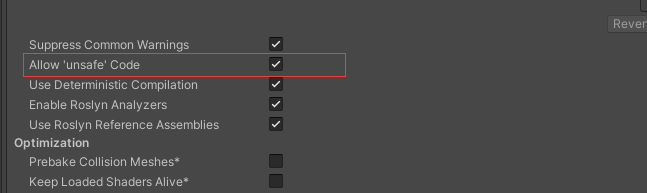 Rever
Suppress Common Warnings
Allow 'unsafe' Code
Use Deterministic Compilation
Enable Roslyn Analyzers
Use Roslyn Reference Assemblies
Optimization
Prebake Collision Meshes*
Keep Loaded Shaders Alive*